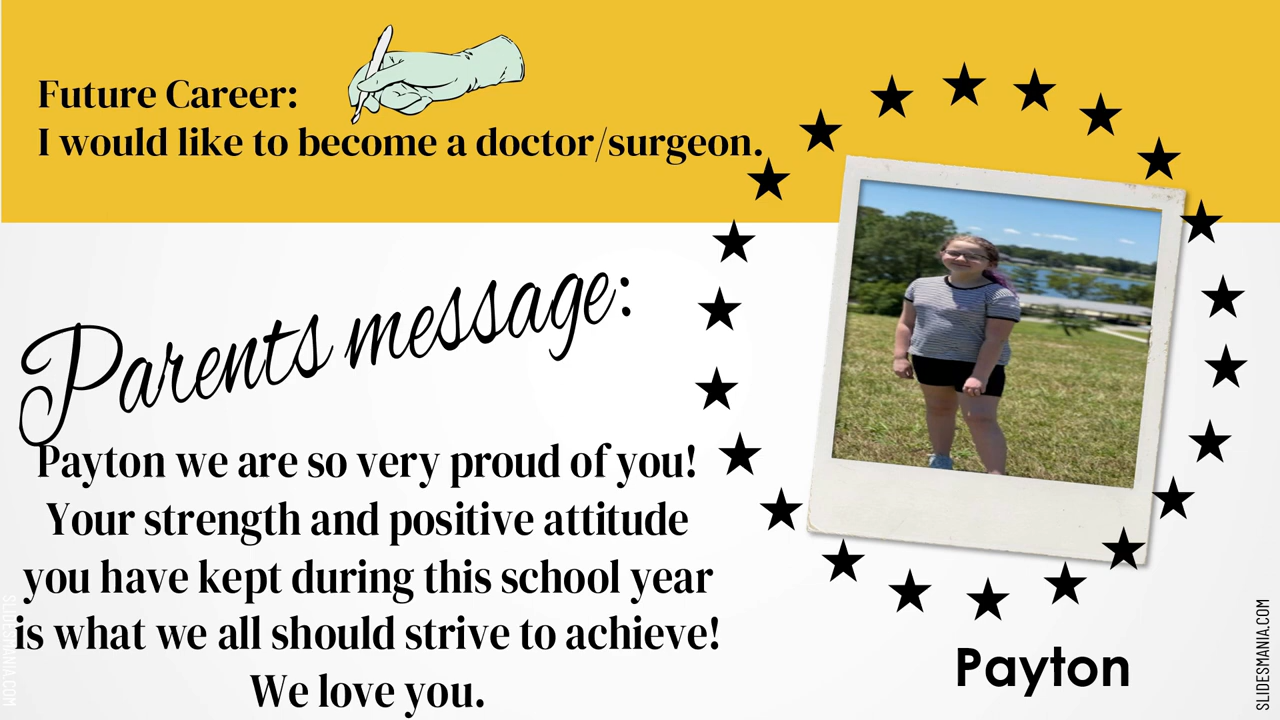 Future Career:
I would like to become a doctor/surgeon.
Parents message:
Payton we are so very proud of you!
Your strength and positive attitude
you have kept during this school year
is what we all should strive to achieve!
We love you.
Payton
SLIDESMANIA.COM
SLIDESMANIA.COM